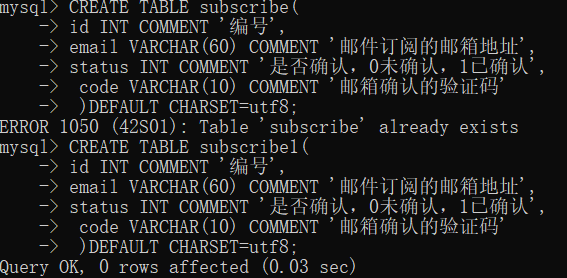 mysql> CREATE TABLE subscribe(
    -> id INT COMMENT '编号',
    -> email VARCHAR(60) COMMENT '邮件订阅的邮箱地址',
    -> status INT COMMENT '是否确认，0未确认，1已确认',
    ->  code VARCHAR(10) COMMENT '邮箱确认的验证码'
    ->  )DEFAULT CHARSET=utf8;
ERROR 1050 (42S01): Table 'subscribe' already exists
mysql> CREATE TABLE subscribe1(
    -> id INT COMMENT '编号',
    -> email VARCHAR(60) COMMENT '邮件订阅的邮箱地址',
    -> status INT COMMENT '是否确认，0未确认，1已确认',
    ->  code VARCHAR(10) COMMENT '邮箱确认的验证码'
    ->  )DEFAULT CHARSET=utf8;
Query OK, 0 rows affected (0.03 sec)